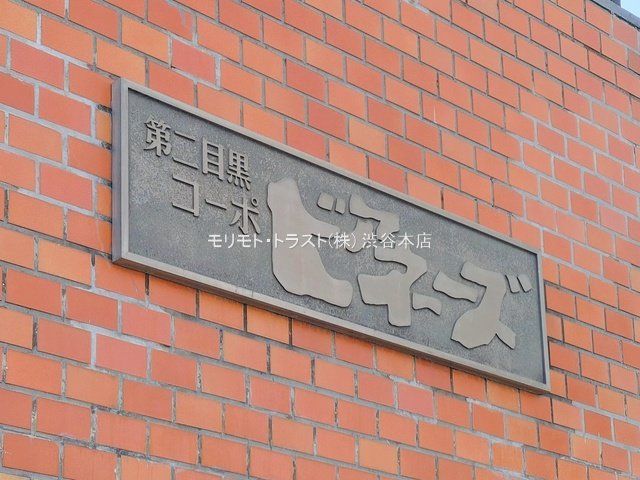 第二目黒
コーポ
ビアネーズ
モリモト・トラスト(株) 渋谷本店